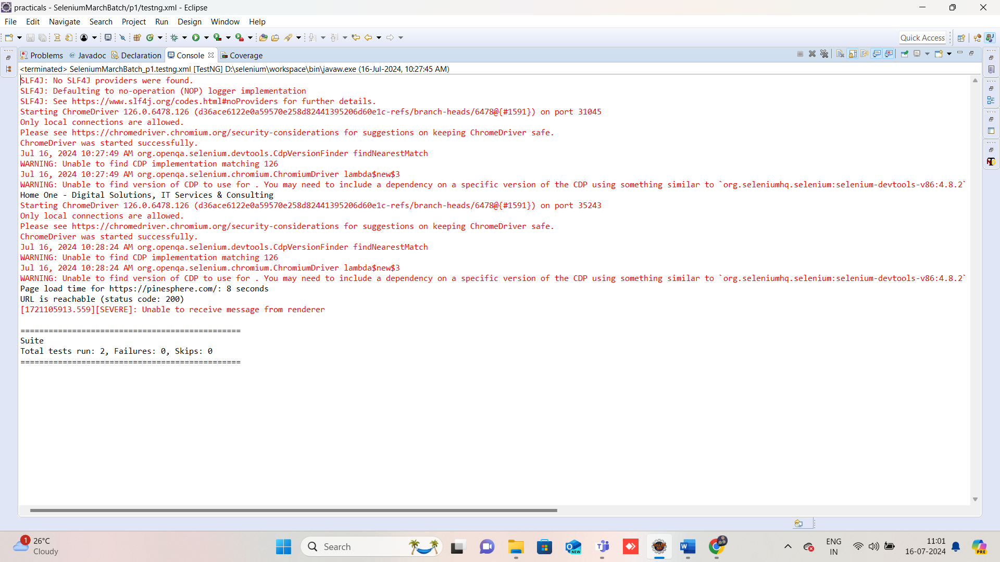 practicals - SeleniumMarchBatch/p1/testng.xml - Eclipse
File Edit Navigate Search Project Run Design Window Help
Quick Access
Problems Javadoc Declaration Console Coverage
<terminated> SeleniumMarchBatch_p1.testng.xml [TestNG] D:\selenium\workspace\bin\javaw.exe (16-Jul-2024, 10:27:45 AM)
SLF4J: No SLF4J providers were found.
SLF4J: Defaulting to no-operation (NOP) logger implementation
SLF4J: See https://www.slf4j.org/codes.html#noProviders for further details.
Starting ChromeDriver 126.0.6478.126 (d36ace6122e0a59570e258d82441395206d60e1c-refs/branch-heads/6478@{#1591}) on port 31045
Only local connections are allowed.
Please see https://chromedriver.chromium.org/security-considerations for suggestions on keeping ChromeDriver safe.
ChromeDriver was started successfully.
Jul 16, 2024 10:27:49 AM org.openqa.selenium.devtools.CdpVersionFinder findNearestMatch
WARNING: Unable to find CDP implementation matching 126
Jul 16, 2024 10:27:49 AM org.openqa.selenium.chromium.ChromiumDriver lambda$new$3
WARNING: Unable to find version of CDP to use for . You may need to include a dependency on a specific version of the CDP using something similar to `org.seleniumhq.selenium:selenium-devtools-v86:4.8.2`
Home One - Digital Solutions, IT Services & Consulting
Starting ChromeDriver 126.0.6478.126 (d36ace6122e0a59570e258d82441395206d60e1c-refs/branch-heads/6478@{#1591}) on port 35243
Only local connections are allowed.
Please see https://chromedriver.chromium.org/security-considerations for suggestions on keeping ChromeDriver safe.
ChromeDriver was started successfully.
Jul 16, 2024 10:28:24 AM org.openqa.selenium.devtools.CdpVersionFinder findNearestMatch
WARNING: Unable to find CDP implementation matching 126
Jul 16, 2024 10:28:24 AM org.openqa.selenium.chromium.ChromiumDriver lambda$new$3
WARNING: Unable to find version of CDP to use for . You may need to include a dependency on a specific version of the CDP using something similar to `org.seleniumhq.selenium:selenium-devtools-v86:4.8.2`
Page load time for https://pinesphere.com/: 8 seconds
URL is reachable (status code: 200)
[1721105913.559][SEVERE]: Unable to receive message from renderer
===============================================
Suite
Total tests run: 2, Failures: 0, Skips: 0
===============================================
1
26°C
Cloudy
Search
NEW
ENG
IN
11:01
16-07-2024
PRE